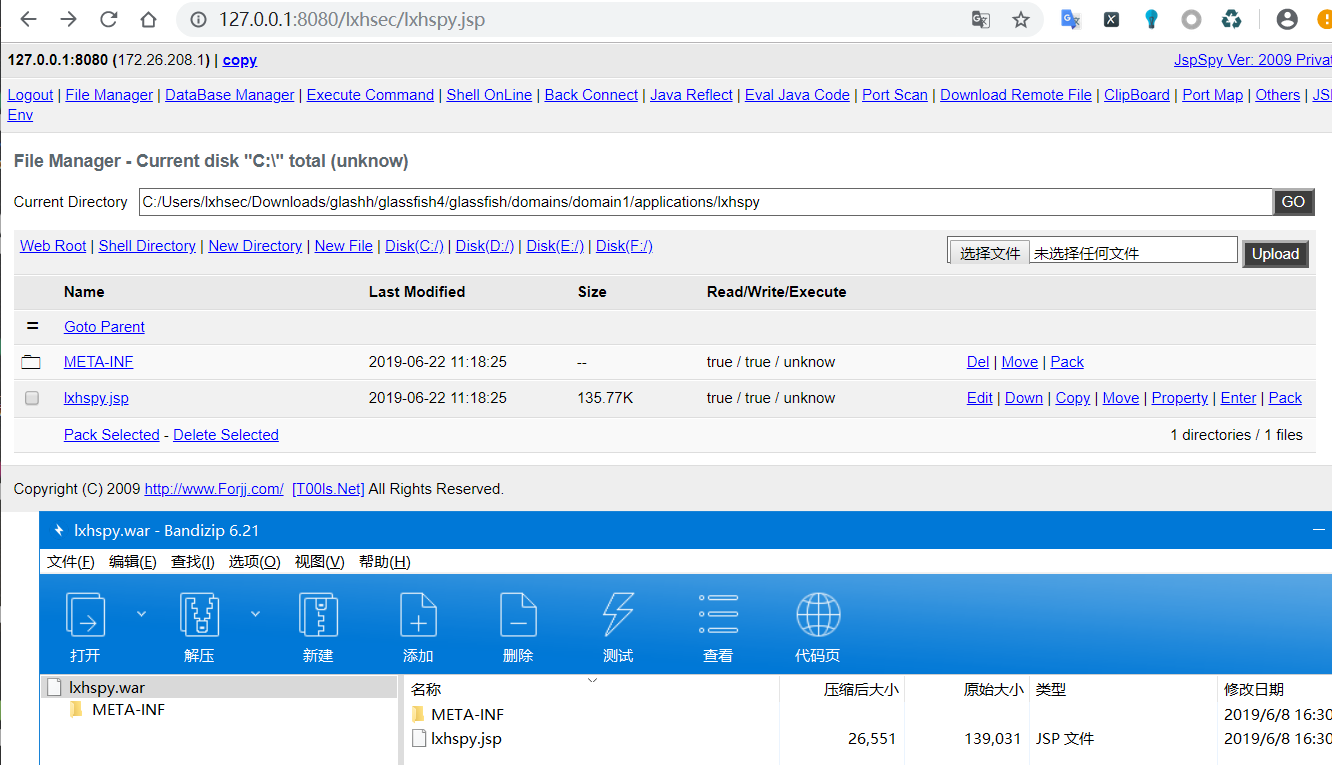 127.0.0.1:8080/lxhsec/lxhspy.jsp
127.0.0.1:8080 (172.26.208.1) | copy
JspSpy Ver: 2009 Privat
Logout | File Manager | DataBase Manager | Execute Command | Shell OnLine | Back Connect | Java Reflect | Eval Java Code | Port Scan | Download Remote File | ClipBoard | Port Map | Others | JSP
Env
File Manager - Current disk "C:\" total (unknow)
Current Directory C:/Users/lxhsec/Downloads/glashh/glassfish4/glassfish/domains/domain1/applications/lxhspy GO
Web Root | Shell Directory | New Directory | New File | Disk(C:/) | Disk(D:/) | Disk(E:/) | Disk(F:/) 选择文件 未选择任何文件 Upload
Name Last Modified Size Read/Write/Execute
= Goto Parent
META-INF 2019-06-22 11:18:25 -- true / true / unknow Del | Move | Pack
lxhspy.jsp 2019-06-22 11:18:25 135.77K true / true / unknow Edit | Down | Copy | Move | Property | Enter | Pack
Pack Selected - Delete Selected 1 directories / 1 files
Copyright (C) 2009 http://www.Forjj.com/ [T00ls.Net] All Rights Reserved.
lxhspy.war - Bandizip 6.21
文件(F) 编辑(E) 查找(I) 选项(O) 视图(V) 帮助(H)
打开 解压 新建 添加 删除 测试 查看 代码页
lxhspy.war
META-INF
名称 压缩后大小 原始大小 类型 修改日期
META-INF 2019/6/8 16:30
lxhspy.jsp 26,551 139,031 JSP 文件 2019/6/8 16:30